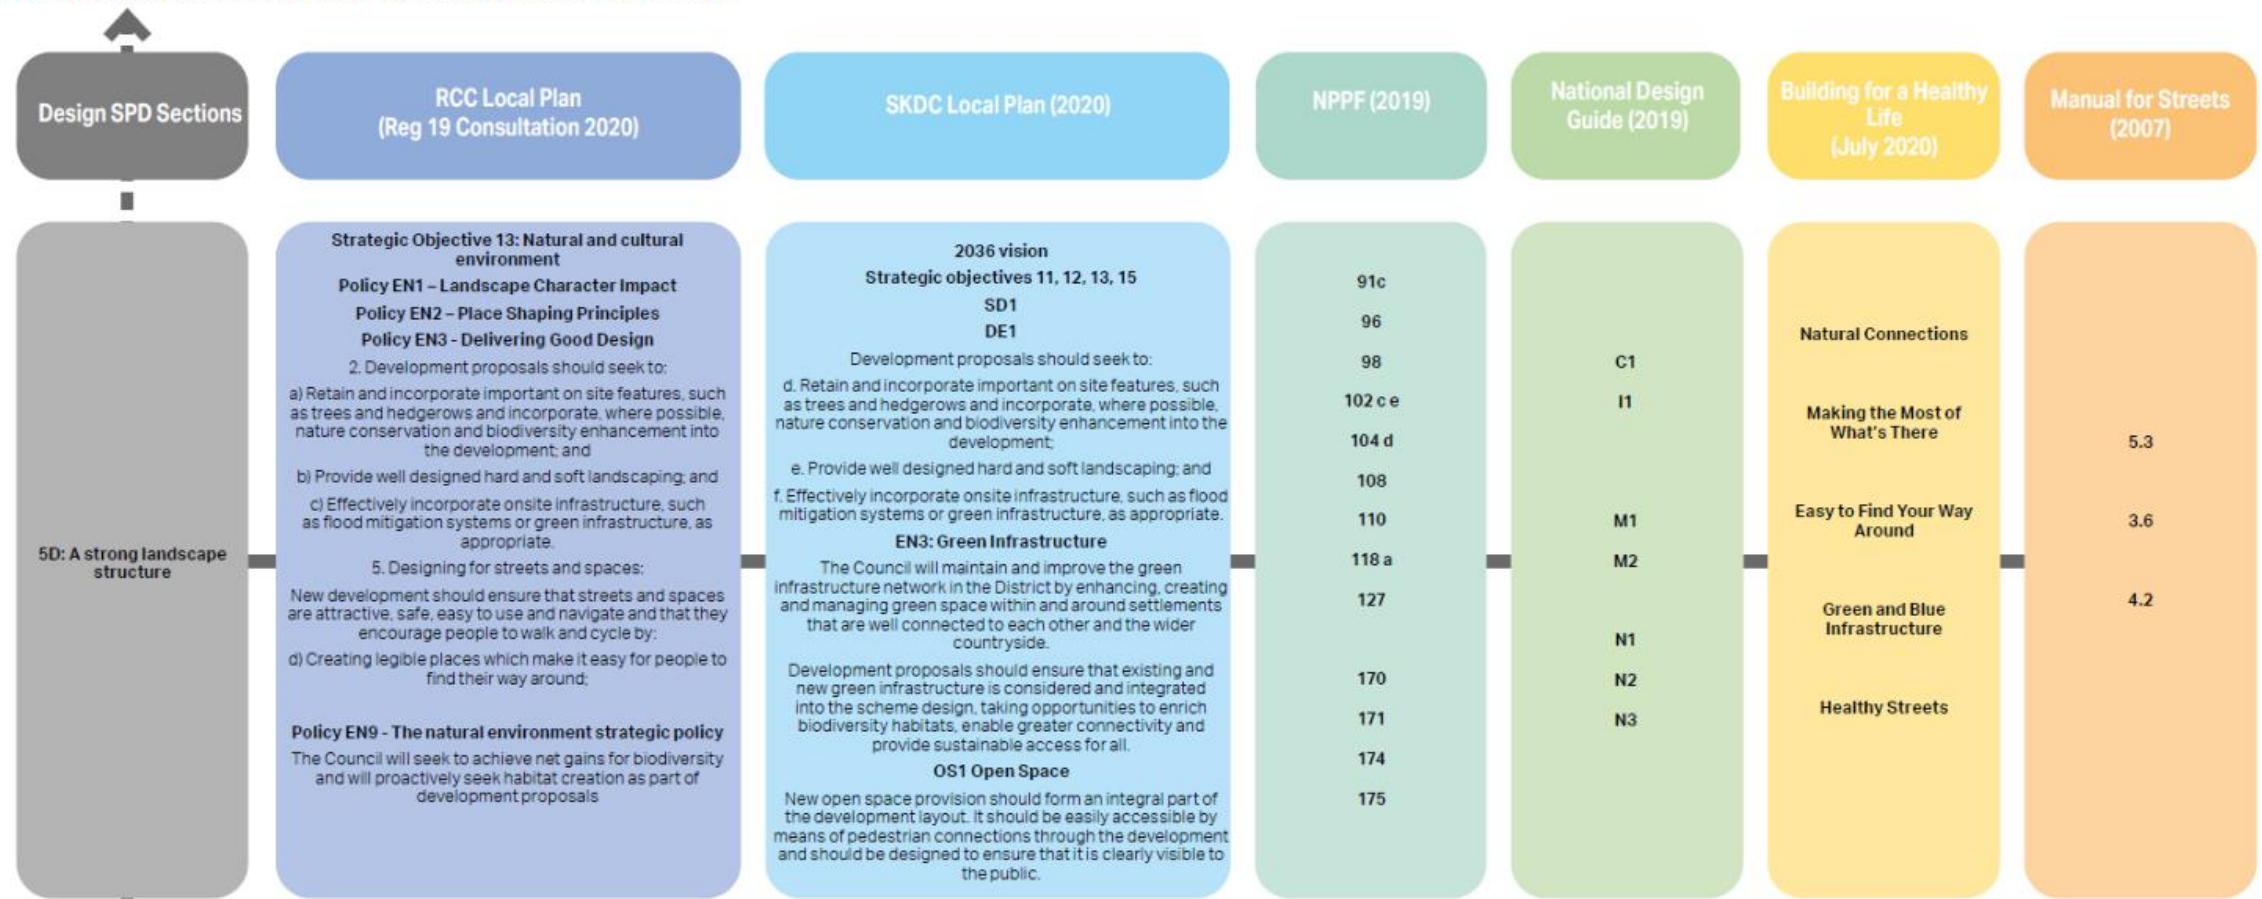 Design SPD Sections
RCC Local Plan
(Reg 19 Consultation 2020)
SKDC Local Plan (2020)
NPPF (2019)
National Design
Guide (2019)
Building for a Healthy
Life
(July 2020)
Manual for Streets
(2007)
5D: A strong landscape
structure
Strategic Objective 13: Natural and cultural
environment
Policy EN1 – Landscape Character Impact
Policy EN2 – Place Shaping Principles
Policy EN3 - Delivering Good Design
2. Development proposals should seek to:
a) Retain and incorporate important on site features, such
as trees and hedgerows and incorporate, where possible,
nature conservation and biodiversity enhancement into
the development; and
b) Provide well designed hard and soft landscaping; and
c) Effectively incorporate onsite infrastructure, such
as flood mitigation systems or green infrastructure, as
appropriate.
5. Designing for streets and spaces:
New development should ensure that streets and spaces
are attractive, safe, easy to use and navigate and that they
encourage people to walk and cycle by:
d) Creating legible places which make it easy for people to
find their way around;
Policy EN9 - The natural environment strategic policy
The Council will seek to achieve net gains for biodiversity
and will proactively seek habitat creation as part of
development proposals
2036 vision
Strategic objectives 11, 12, 13, 15
SD1
DE1
Development proposals should seek to:
d. Retain and incorporate important on site features, such
as trees and hedgerows and incorporate, where possible,
nature conservation and biodiversity enhancement into the
development;
e. Provide well designed hard and soft landscaping; and
f. Effectively incorporate onsite infrastructure, such as flood
mitigation systems or green infrastructure, as appropriate.
EN3: Green Infrastructure
The Council will maintain and improve the green
infrastructure network in the District by enhancing, creating
and managing green space within and around settlements
that are well connected to each other and the wider
countryside.
Development proposals should ensure that existing and
new green infrastructure is considered and integrated
into the scheme design, taking opportunities to enrich
biodiversity habitats, enable greater connectivity and
provide sustainable access for all.
OS1 Open Space
New open space provision should form an integral part of
the development layout. It should be easily accessible by
means of pedestrian connections through the development
and should be designed to ensure that it is clearly visible to
the public.
91c
96
98
102 c e
104 d
108
110
118 a
127
170
171
174
175
C1
I1
M1
M2
N1
N2
N3
Natural Connections
Making the Most of
What's There
Easy to Find Your Way
Around
Green and Blue
Infrastructure
Healthy Streets
5.3
3.6
4.2